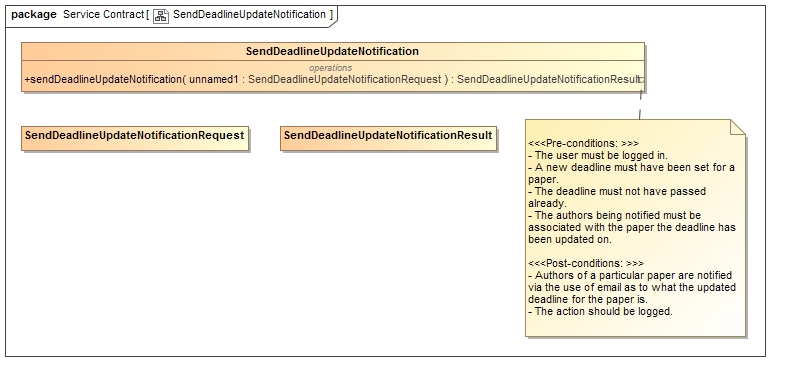 package Service Contract [ SendDeadlineUpdateNotification ]
SendDeadlineUpdateNotification
operations
+sendDeadlineUpdateNotification( unnamed1 : SendDeadlineUpdateNotificationRequest ) : SendDeadlineUpdateNotificationResult
SendDeadlineUpdateNotificationRequest
SendDeadlineUpdateNotificationResult
<<<Pre-conditions: >>>
- The user must be logged in.
- A new deadline must have been set for a
paper.
- The deadline must not have passed
already.
- The authors being notified must be
associated with the paper the deadline has
been updated on.
<<<Post-conditions: >>>
- Authors of a particular paper are notified
via the use of email as to what the updated
deadline for the paper is.
- The action should be logged.